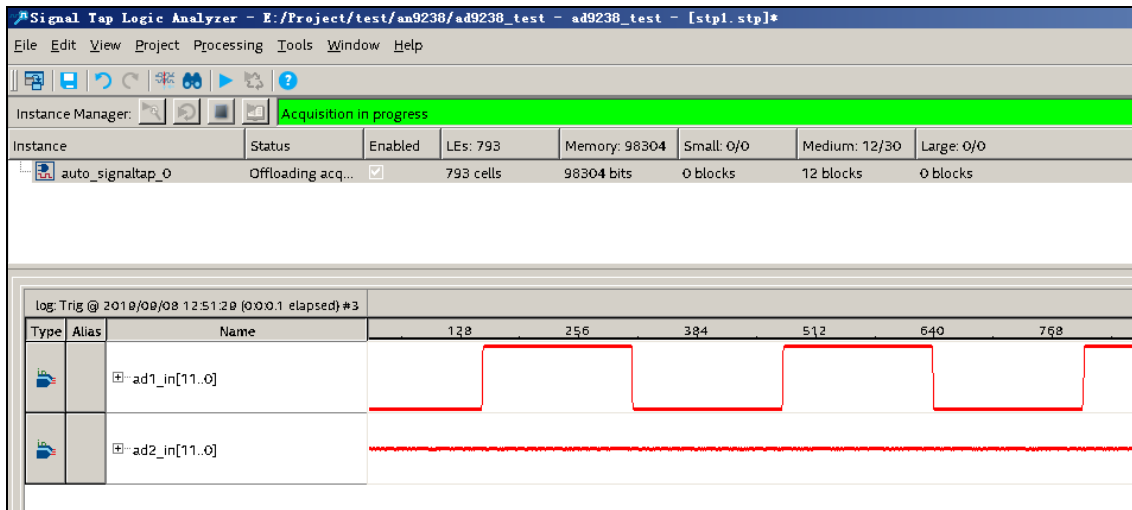 Signal Tap Logic Analyzer - E:/Project/test/an9238/ad9238_test - ad9238_test - [stp1.stp]*
File Edit View Project Processing Tools Window Help
Instance Manager: Acquisition in progress
Instance Status Enabled LEs: 793 Memory: 98304 Small: 0/0 Medium: 12/30 Large: 0/0
auto_signaltap_0 Offloading acq... 793 cells 98304 bits 0 blocks 12 blocks 0 blocks
log: Trig @ 2019/09/08 12:51:29 (0:0:0.1 elapsed) #3
Type Alias Name 128 256 384 512 640 768
ad1_in[11..0]
ad2_in[11..0]